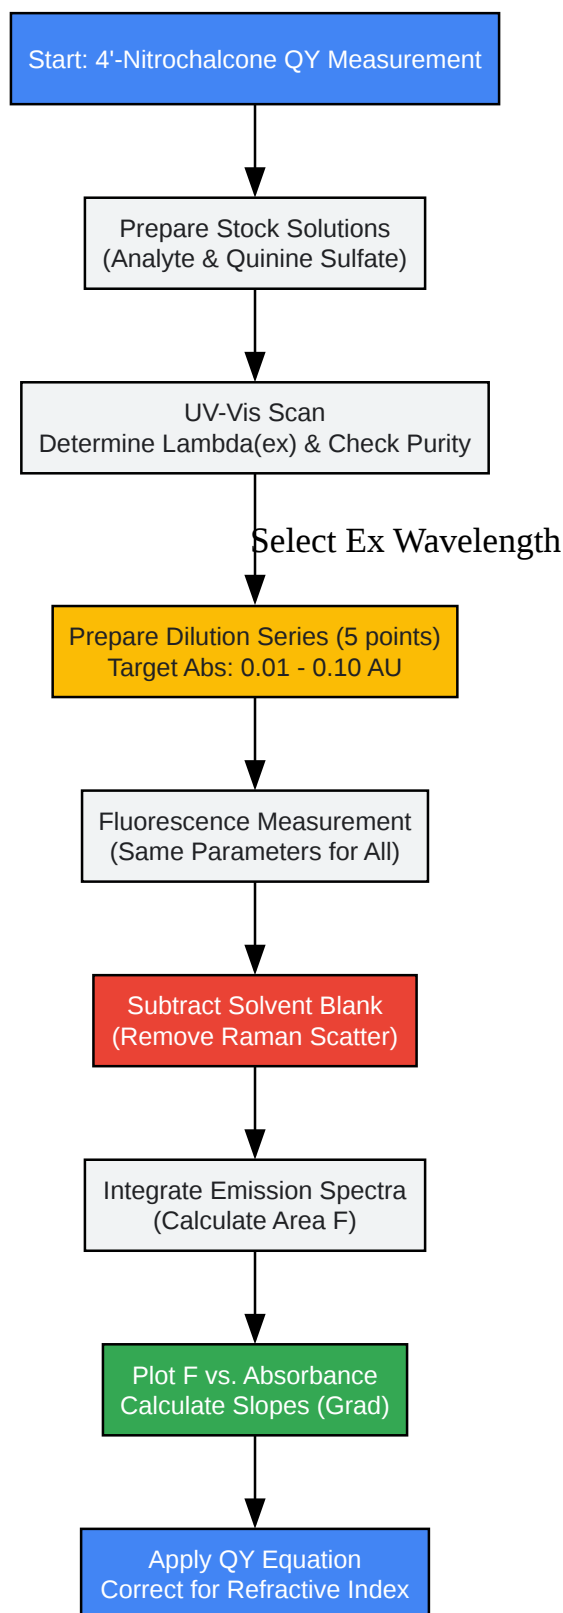 Start: 4'-Nitrochalcone QY Measurement
Prepare Stock Solutions
(Analyte & Quinine Sulfate)
UV-Vis Scan
Determine Lambda(ex) & Check Purity
Select Ex Wavelength
Prepare Dilution Series (5 points)
Target Abs: 0.01 - 0.10 AU
Fluorescence Measurement
(Same Parameters for All)
Subtract Solvent Blank
(Remove Raman Scatter)
Integrate Emission Spectra
(Calculate Area F)
Plot F vs. Absorbance
Calculate Slopes (Grad)
Apply QY Equation
Correct for Refractive Index